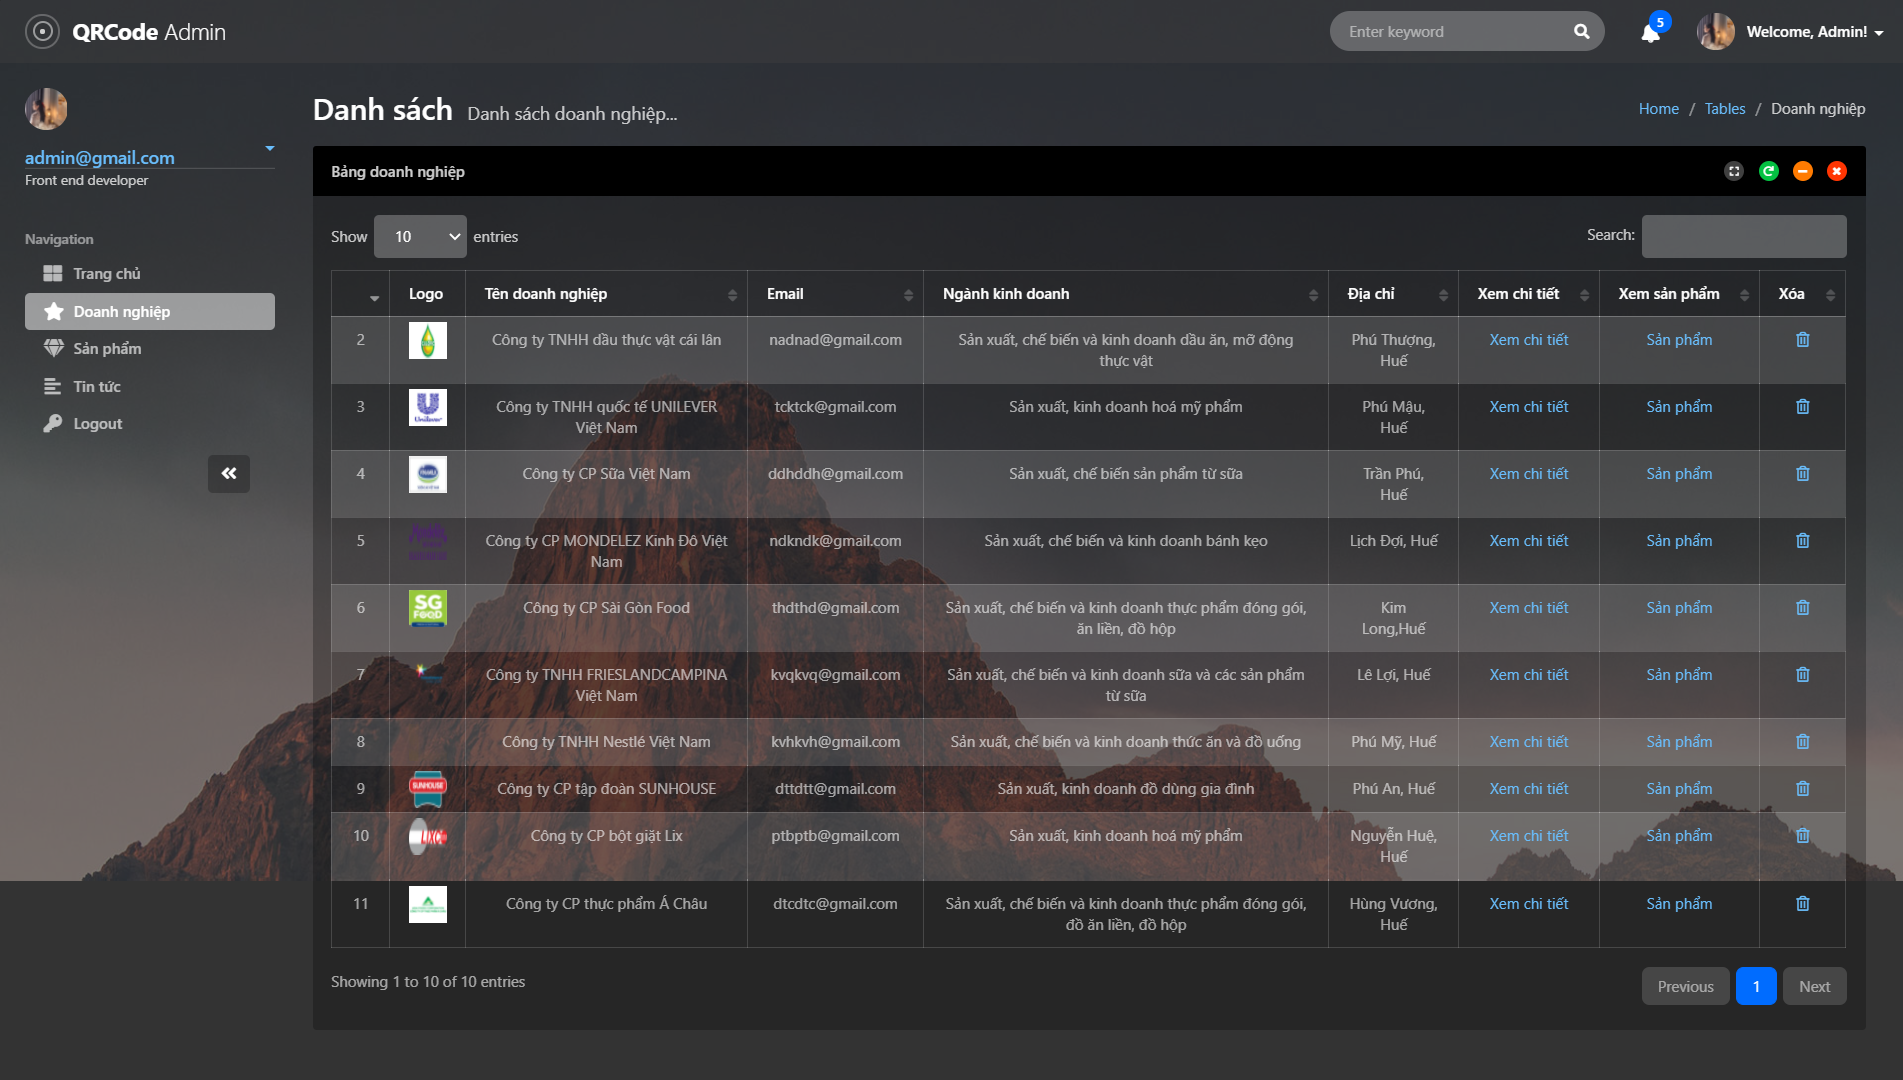 QRCode Admin
Enter keyword
5
Welcome, Admin!
admin@gmail.com
Front end developer
Navigation
Trang chủ
Doanh nghiệp
Sản phẩm
Tin tức
Logout
Danh sách Danh sách doanh nghiệp...
Home / Tables / Doanh nghiệp
Bảng doanh nghiệp
Show 10 entries
Search:
Logo Tên doanh nghiệp Email Ngành kinh doanh Địa chỉ Xem chi tiết Xem sản phẩm Xóa
2 Công ty TNHH dầu thực vật cái lân nadnad@gmail.com Sản xuất, chế biến và kinh doanh dầu ăn, mỡ động Phú Thượng, Xem chi tiết Sản phẩm
thực vật Huế
3 Unilever Công ty TNHH quốc tế UNILEVER tcktck@gmail.com Sản xuất, kinh doanh hoá mỹ phẩm Phú Mậu, Xem chi tiết Sản phẩm
Việt Nam Huế
4 Công ty CP Sữa Việt Nam ddhddh@gmail.com Sản xuất, chế biến sản phẩm từ sữa Trần Phú, Xem chi tiết Sản phẩm
Huế
5 Công ty CP MONDELEZ Kinh Đô Việt ndkndk@gmail.com Sản xuất, chế biến và kinh doanh bánh kẹo Lịch Đợi, Huế Xem chi tiết Sản phẩm
Nam
6 SG FOOD Công ty CP Sài Gòn Food thdthd@gmail.com Sản xuất, chế biến và kinh doanh thực phẩm đóng gói, Kim Xem chi tiết Sản phẩm
ăn liền, đồ hộp Long,Huế
7 Công ty TNHH FRIESLANDCAMPINA kvqkvq@gmail.com Sản xuất, chế biến và kinh doanh sữa và các sản phẩm Lê Lợi, Huế Xem chi tiết Sản phẩm
Việt Nam từ sữa
8 Công ty TNHH Nestlé Việt Nam kvhkvh@gmail.com Sản xuất, chế biến và kinh doanh thức ăn và đồ uống Phú Mỹ, Huế Xem chi tiết Sản phẩm
9 SUNHOUSE Công ty CP tập đoàn SUNHOUSE dttdtt@gmail.com Sản xuất, kinh doanh đồ dùng gia đình Phú An, Huế Xem chi tiết Sản phẩm
10 LIXCO Công ty CP bột giặt Lix ptbptb@gmail.com Sản xuất, kinh doanh hoá mỹ phẩm Nguyễn Huệ, Xem chi tiết Sản phẩm
Huế
11 Công ty CP thực phẩm Á Châu dtcdtc@gmail.com Sản xuất, chế biến và kinh doanh thực phẩm đóng gói, Hùng Vương, Xem chi tiết Sản phẩm
đồ ăn liền, đồ hộp Huế
Showing 1 to 10 of 10 entries
Previous 1 Next